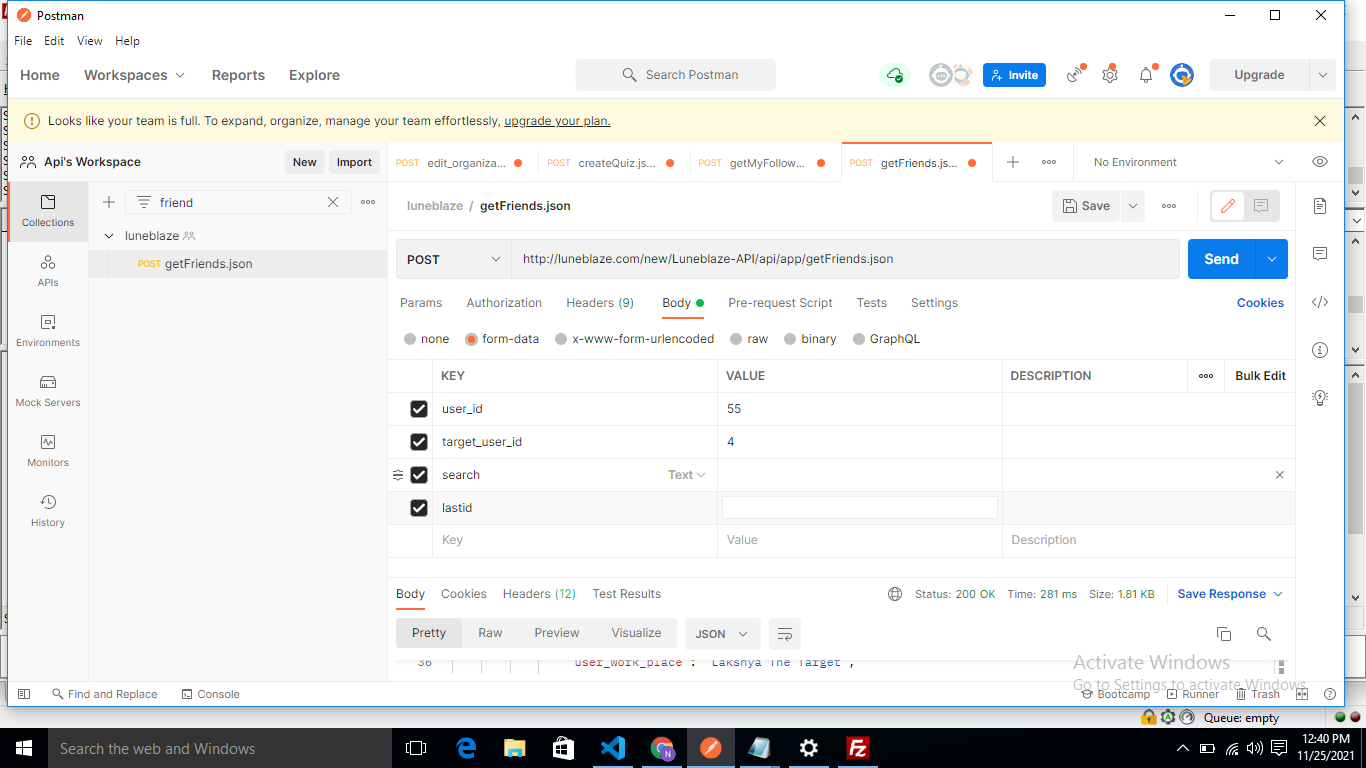 Postman
File Edit View Help
Home Workspaces Reports Explore Search Postman Invite Upgrade
Looks like your team is full. To expand, organize, manage your team effortlessly, upgrade your plan.
Api's Workspace New Import
POST edit_organiza... POST createQuiz.js... POST getMyFollow... POST getFriends.js... No Environment
Collections
friend
luneblaze
POST getFriends.json
APIs
Environments
Mock Servers
Monitors
History
luneblaze / getFriends.json Save
POST http://luneblaze.com/new/Luneblaze-API/api/app/getFriends.json Send
Params Authorization Headers (9) Body Pre-request Script Tests Settings Cookies
none form-data x-www-form-urlencoded raw binary GraphQL
KEY VALUE DESCRIPTION Bulk Edit
user_id 55
target_user_id 4
search Text
lastid
Key Value Description
Body Cookies Headers (12) Test Results Status: 200 OK Time: 281 ms Size: 1.81 KB Save Response
Pretty Raw Preview Visualize JSON
36 "user_work_place": "Lakshya The Target",
Activate Windows
Go to Settings to activate Windows.
Find and Replace Console Bootcamp Runner Trash
Queue: empty
Search the web and Windows
12:40 PM
11/25/2021